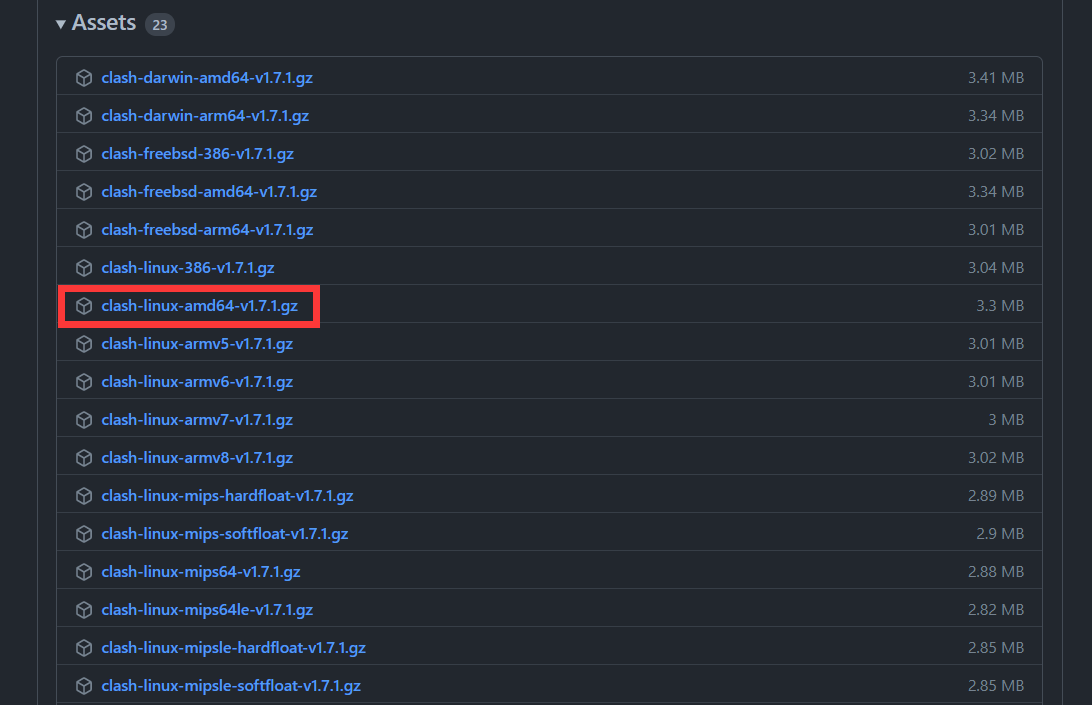 Assets 23
clash-darwin-amd64-v1.7.1.gz 3.41 MB
clash-darwin-arm64-v1.7.1.gz 3.34 MB
clash-freebsd-386-v1.7.1.gz 3.02 MB
clash-freebsd-amd64-v1.7.1.gz 3.34 MB
clash-freebsd-arm64-v1.7.1.gz 3.01 MB
clash-linux-386-v1.7.1.gz 3.04 MB
clash-linux-amd64-v1.7.1.gz 3.3 MB
clash-linux-armv5-v1.7.1.gz 3.01 MB
clash-linux-armv6-v1.7.1.gz 3.01 MB
clash-linux-armv7-v1.7.1.gz 3 MB
clash-linux-armv8-v1.7.1.gz 3.02 MB
clash-linux-mips-hardfloat-v1.7.1.gz 2.89 MB
clash-linux-mips-softfloat-v1.7.1.gz 2.9 MB
clash-linux-mips64-v1.7.1.gz 2.88 MB
clash-linux-mips64le-v1.7.1.gz 2.82 MB
clash-linux-mipsle-hardfloat-v1.7.1.gz 2.85 MB
clash-linux-mipsle-softfloat-v1.7.1.gz 2.85 MB